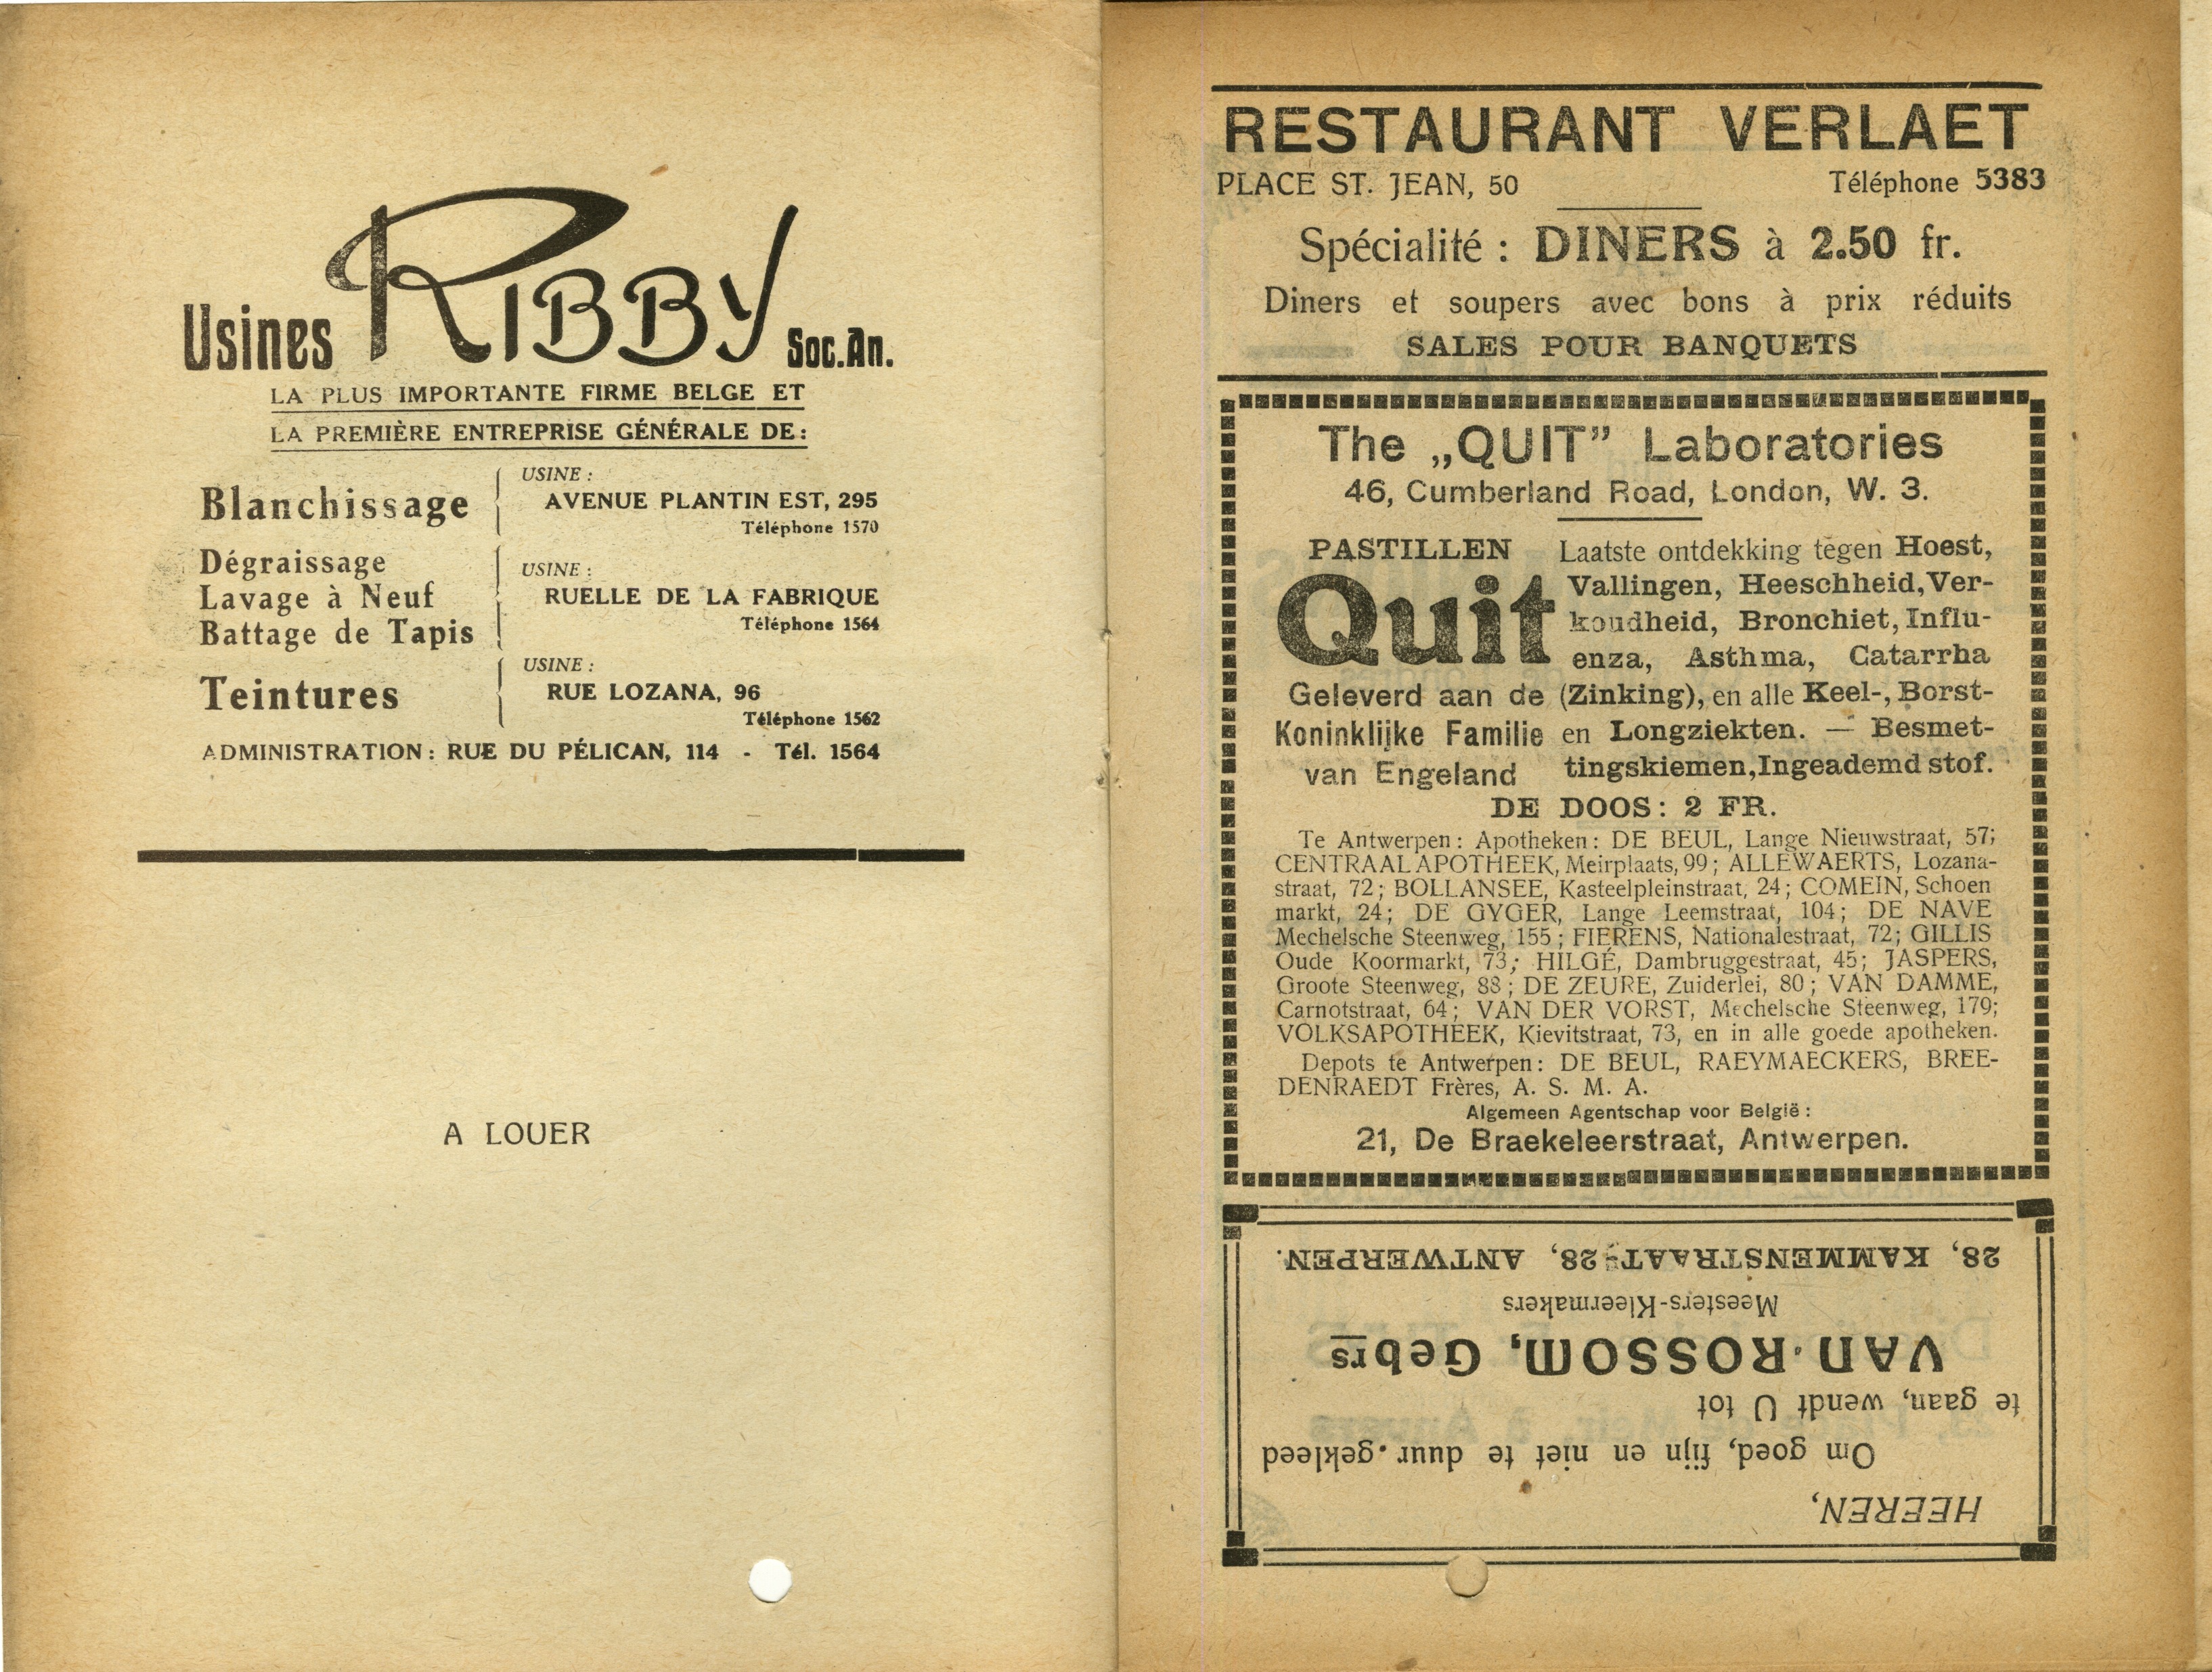 Usines RIBBY Soc. An.
LA PLUS IMPORTANTE FIRME BELGE ET
LA PREMIÈRE ENTREPRISE GÉNÉRALE DE:
Blanchissage
USINE :
AVENUE PLANTIN EST, 295
Téléphone 1570
Dégraissage
Lavage à Neuf
Battage de Tapis
USINE :
RUELLE DE LA FABRIQUE
Téléphone 1564
Teintures
USINE :
RUE LOZANA, 96
Téléphone 1562
ADMINISTRATION : RUE DU PÉLICAN, 114 - Tél. 1564
A LOUER
RESTAURANT VERLAET
PLACE ST. JEAN, 50 Téléphone 5383
Spécialité : DINERS à 2.50 fr.
Diners et soupers avec bons à prix réduits
SALES POUR BANQUETS
The „QUIT” Laboratories
46, Cumberland Road, London, W. 3.
PASTILLEN
Quit
Geleverd aan de
Koninklijke Familie
van Engeland
Laatste ontdekking tegen Hoest,
Vallingen, Heeschheid, Ver-
koudheid, Bronchiet, Influ-
enza, Asthma, Catarrha
(Zinking), en alle Keel-, Borst-
en Longziekten. — Besmet-
tingskiemen, Ingeademd stof.
DE DOOS : 2 FR.
Te Antwerpen : Apotheken : DE BEUL, Lange Nieuwstraat, 57;
CENTRAAL APOTHEEK, Meirplaats, 99 ; ALLEWAERTS, Lozana-
straat, 72 ; BOLLANSEE, Kasteelpleinstraat, 24 ; COMEIN, Schoen
markt, 24; DE GYGER, Lange Leemstraat, 104; DE NAVE
Mechelsche Steenweg, 155 ; FIERENS, Nationalestraat, 72; GILLIS
Oude Koormarkt, 73; HILGÉ, Dambruggestraat, 45; JASPERS,
Groote Steenweg, 88 ; DE ZEURE, Zuiderlei, 80 ; VAN DAMME,
Carnotstraat, 64 ; VAN DER VORST, Mechelsche Steenweg, 179;
VOLKSAPOTHEEK, Kievitstraat, 73, en in alle goede apotheken.
Depots te Antwerpen : DE BEUL, RAEYMAECKERS, BREE-
DENRAEDT Frères, A. S. M. A.
Algemeen Agentschap voor België :
21, De Braekeleerstraat, Antwerpen.
HEEREN,
Om goed, fijn en niet te duur gekleed
te gaan, wendt U tot
VAN ROSSOM, Gebrs
Meesters-Kleermakers
28, KAMMENSTRAAT, 28, ANTWERPEN.